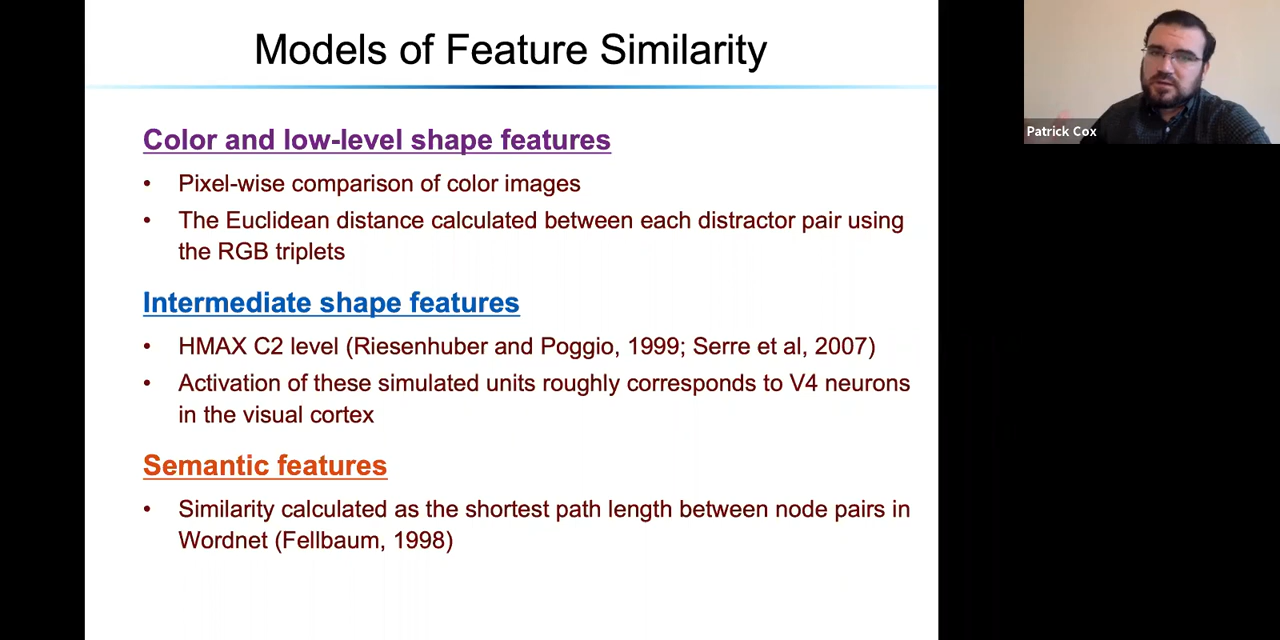 Models of Feature Similarity
Patrick Cox
Color and low-level shape features
• Pixel-wise comparison of color images
• The Euclidean distance calculated between each distractor pair using
the RGB triplets
Intermediate shape features
• HMAX C2 level (Riesenhuber and Poggio, 1999; Serre et al, 2007)
• Activation of these simulated units roughly corresponds to V4 neurons
in the visual cortex
Semantic features
• Similarity calculated as the shortest path length between node pairs in
Wordnet (Fellbaum, 1998)